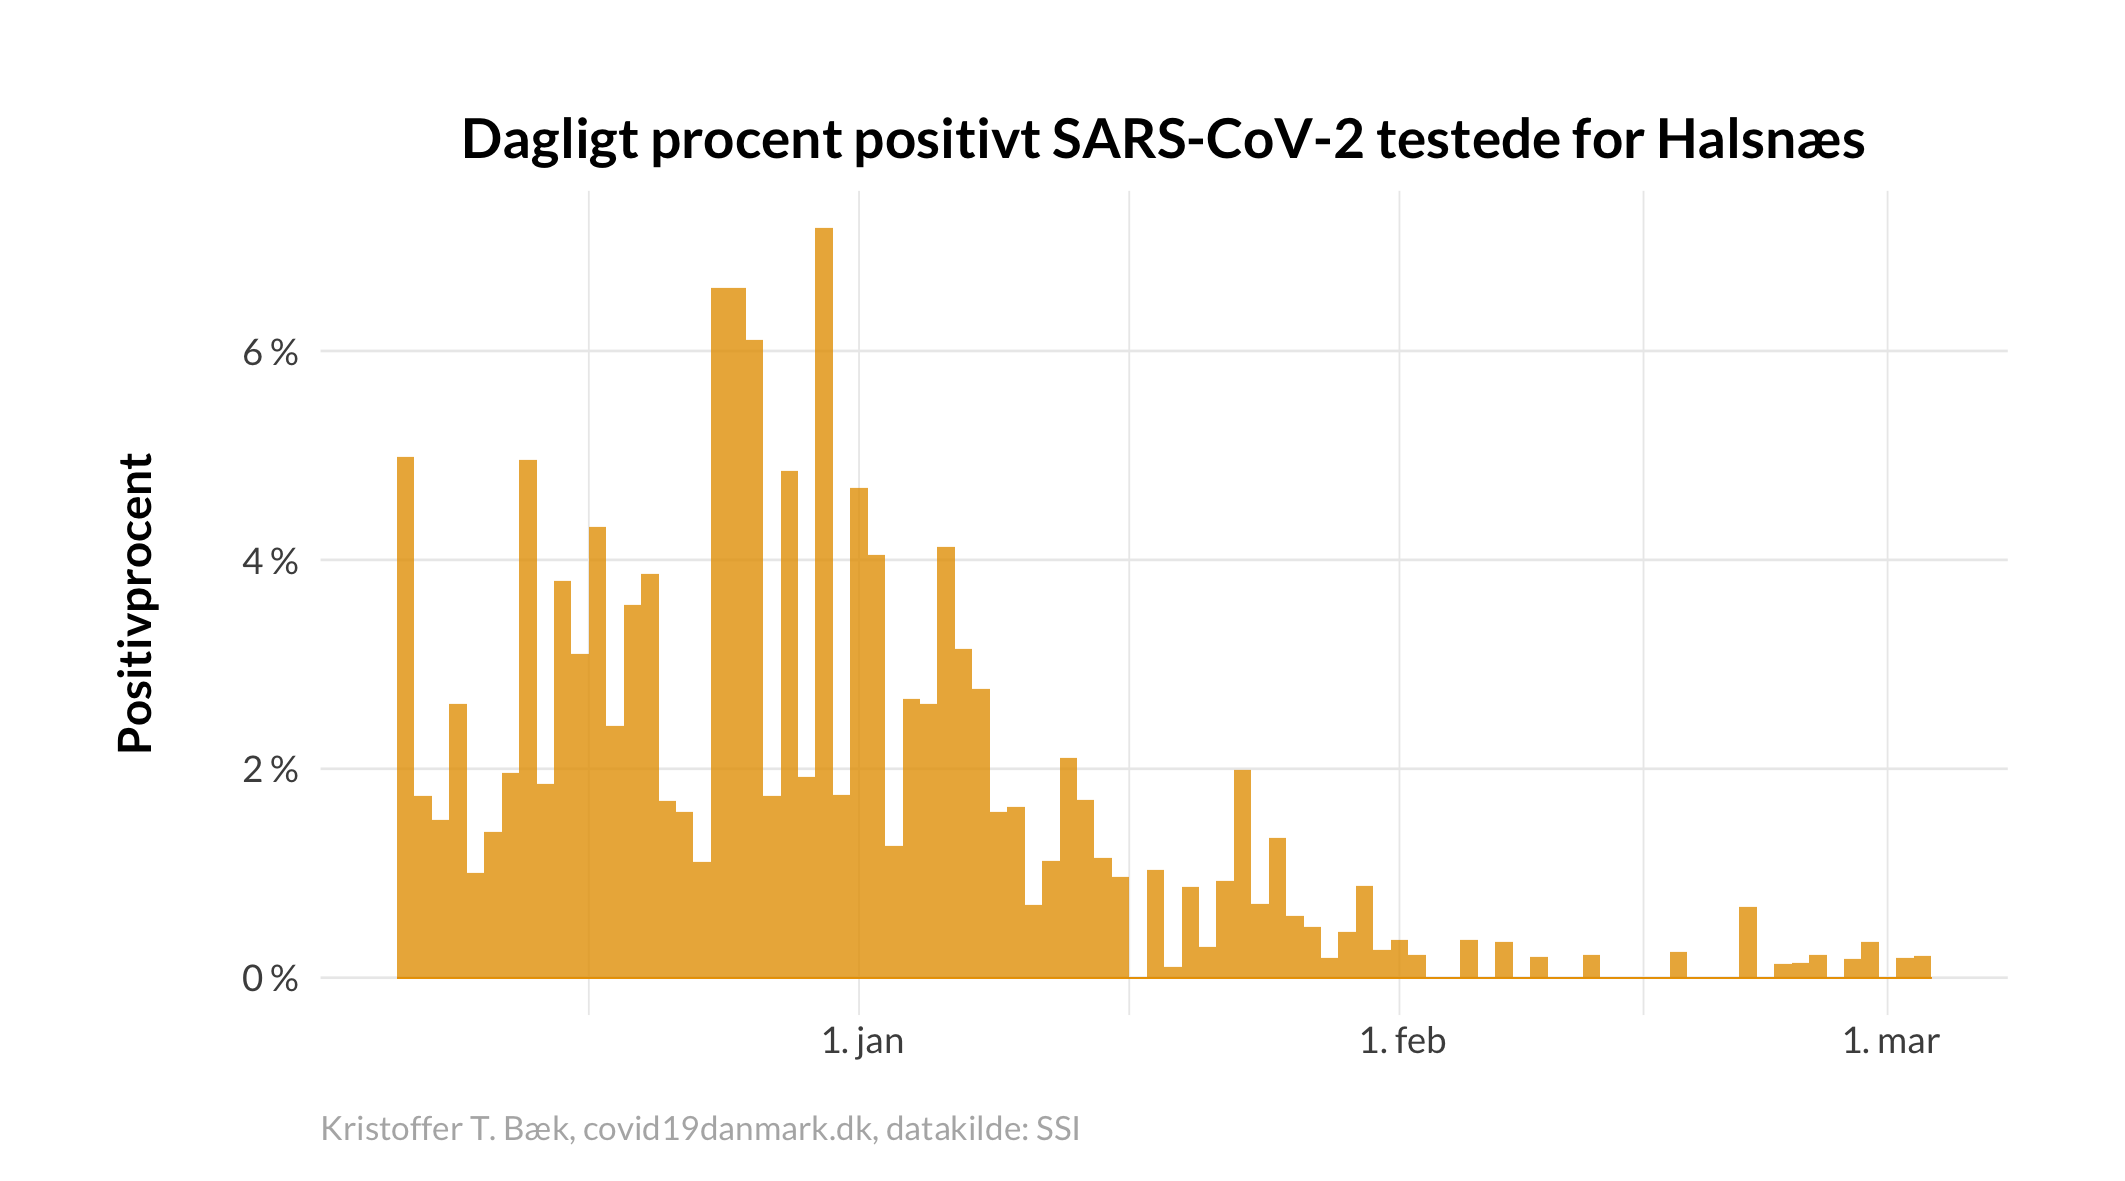 Dagligt procent positivt SARS-CoV-2 testede for Halsnæs
Positivprocent
6 %
4 %
2 %
0 %
1. jan
1. feb
1. mar
Kristoffer T. Bæk, covid19danmark.dk, datakilde: SSI